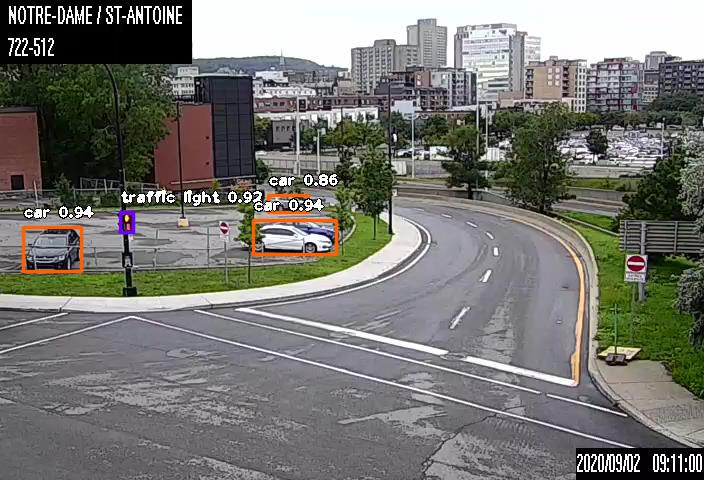 NOTRE-DAME / ST-ANTOINE
722-512
car 0.86
traffic light 0.92
car 0.94
car 0.94
2020/09/02 09:11:00